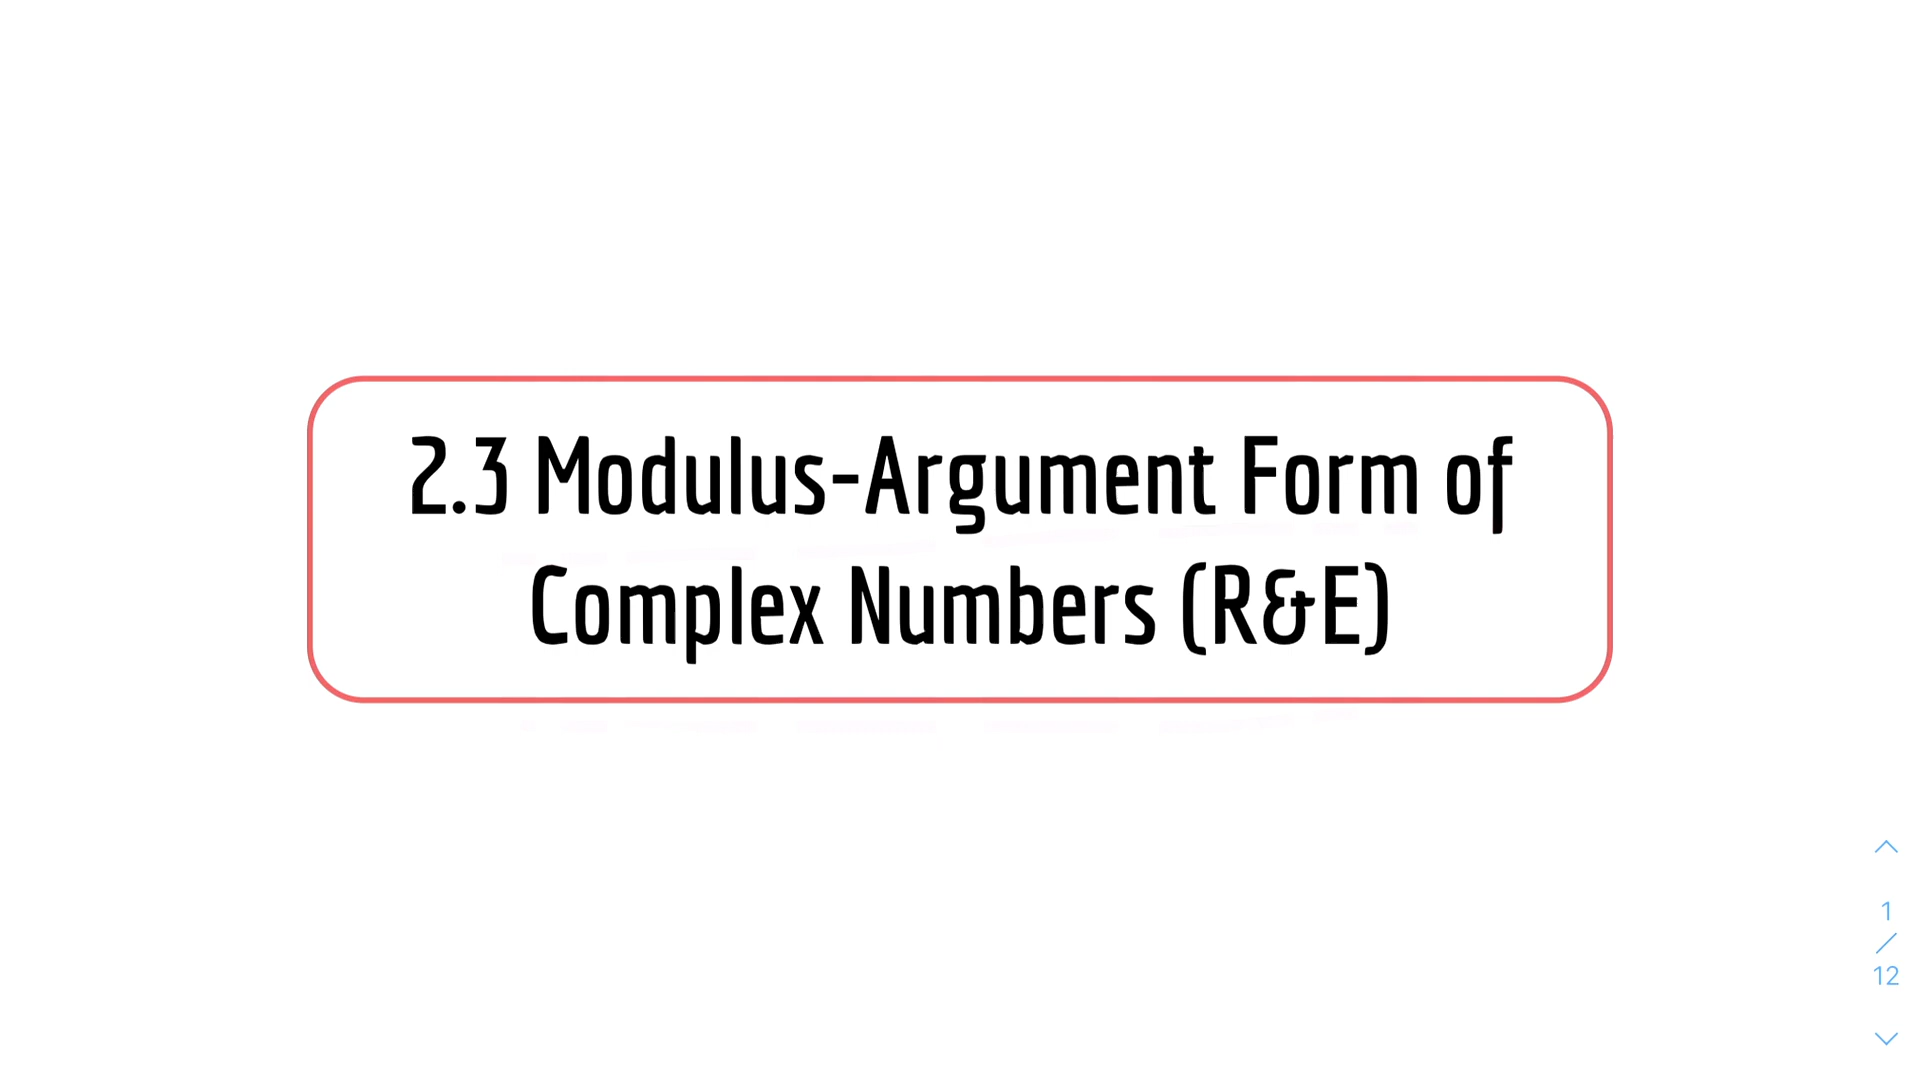 2.3 Modulus-Argument Form of
Complex Numbers (R&E)
1
/
12